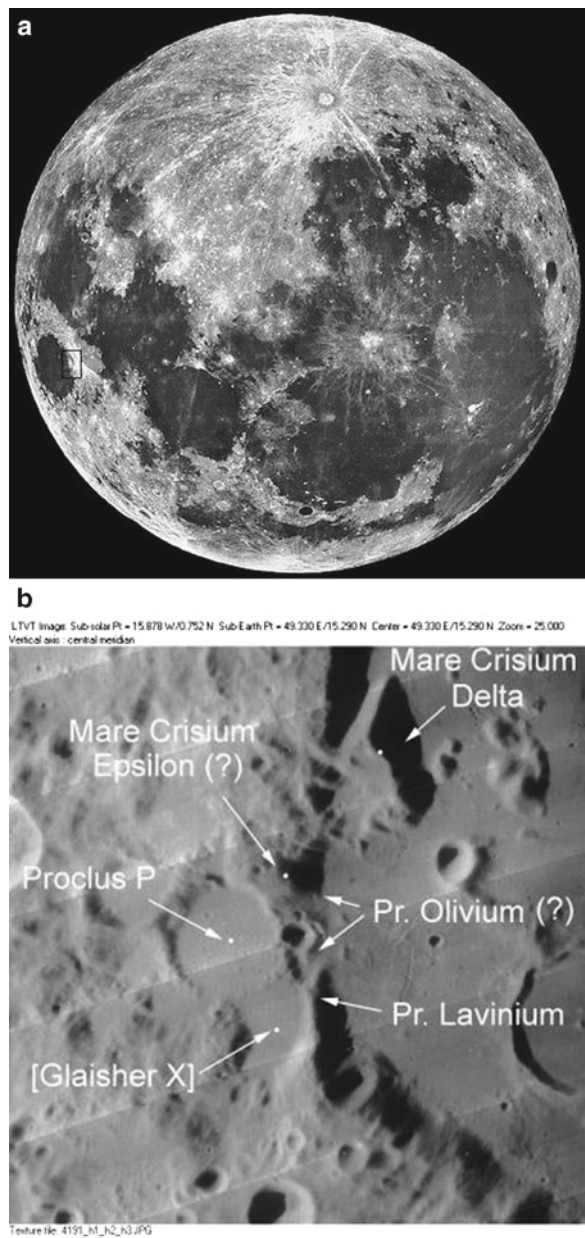 a
b
LTVT Image: Sub-solar Pt = 15.878 W/0.752 N Sub-Earth Pt = 49.330 E/15.290 N Center = 49.330 E/15.290 N Zoom = 25.000
Vertical axis : central meridian
Mare Crisium
Delta
Mare Crisium
Epsilon (?)
Proclus P
Pr. Olivium (?)
Pr. Lavinium
[Glaisher X]
Texture file: 4191_h1_h2_h3.JPG